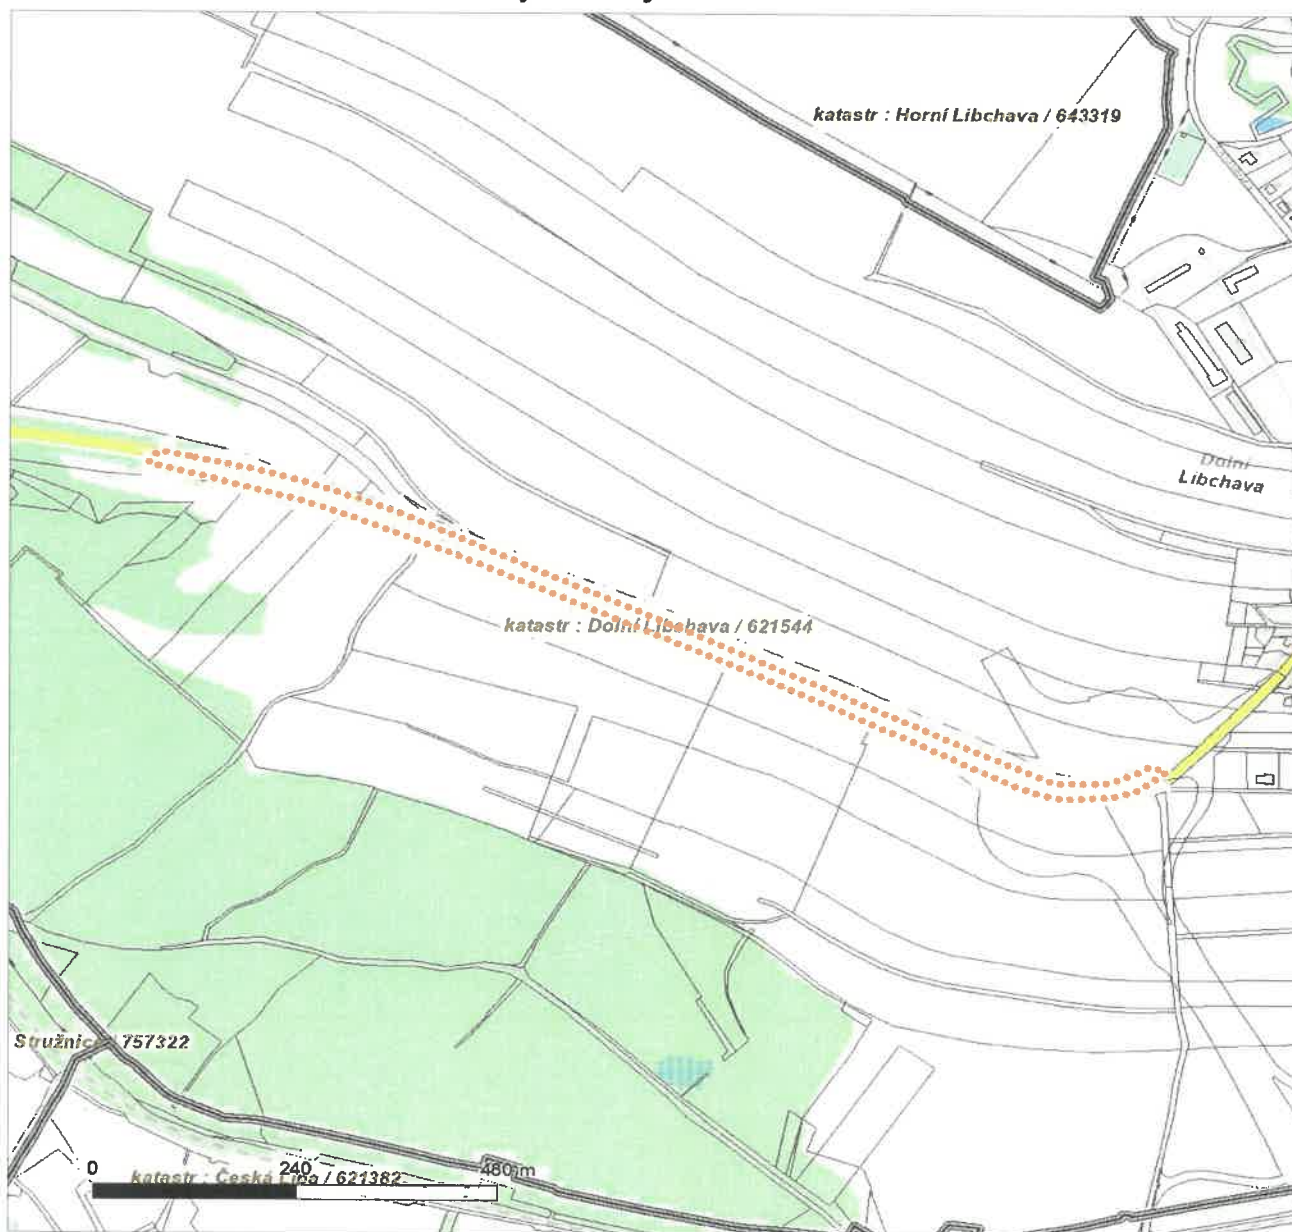 katastr : Horní Libchava / 643319
Dolní
Libchava
katastr : Dolní Libchava / 621544
Stružnice / 757322
0 240 480 m
katastr : Česká Lípa / 621382